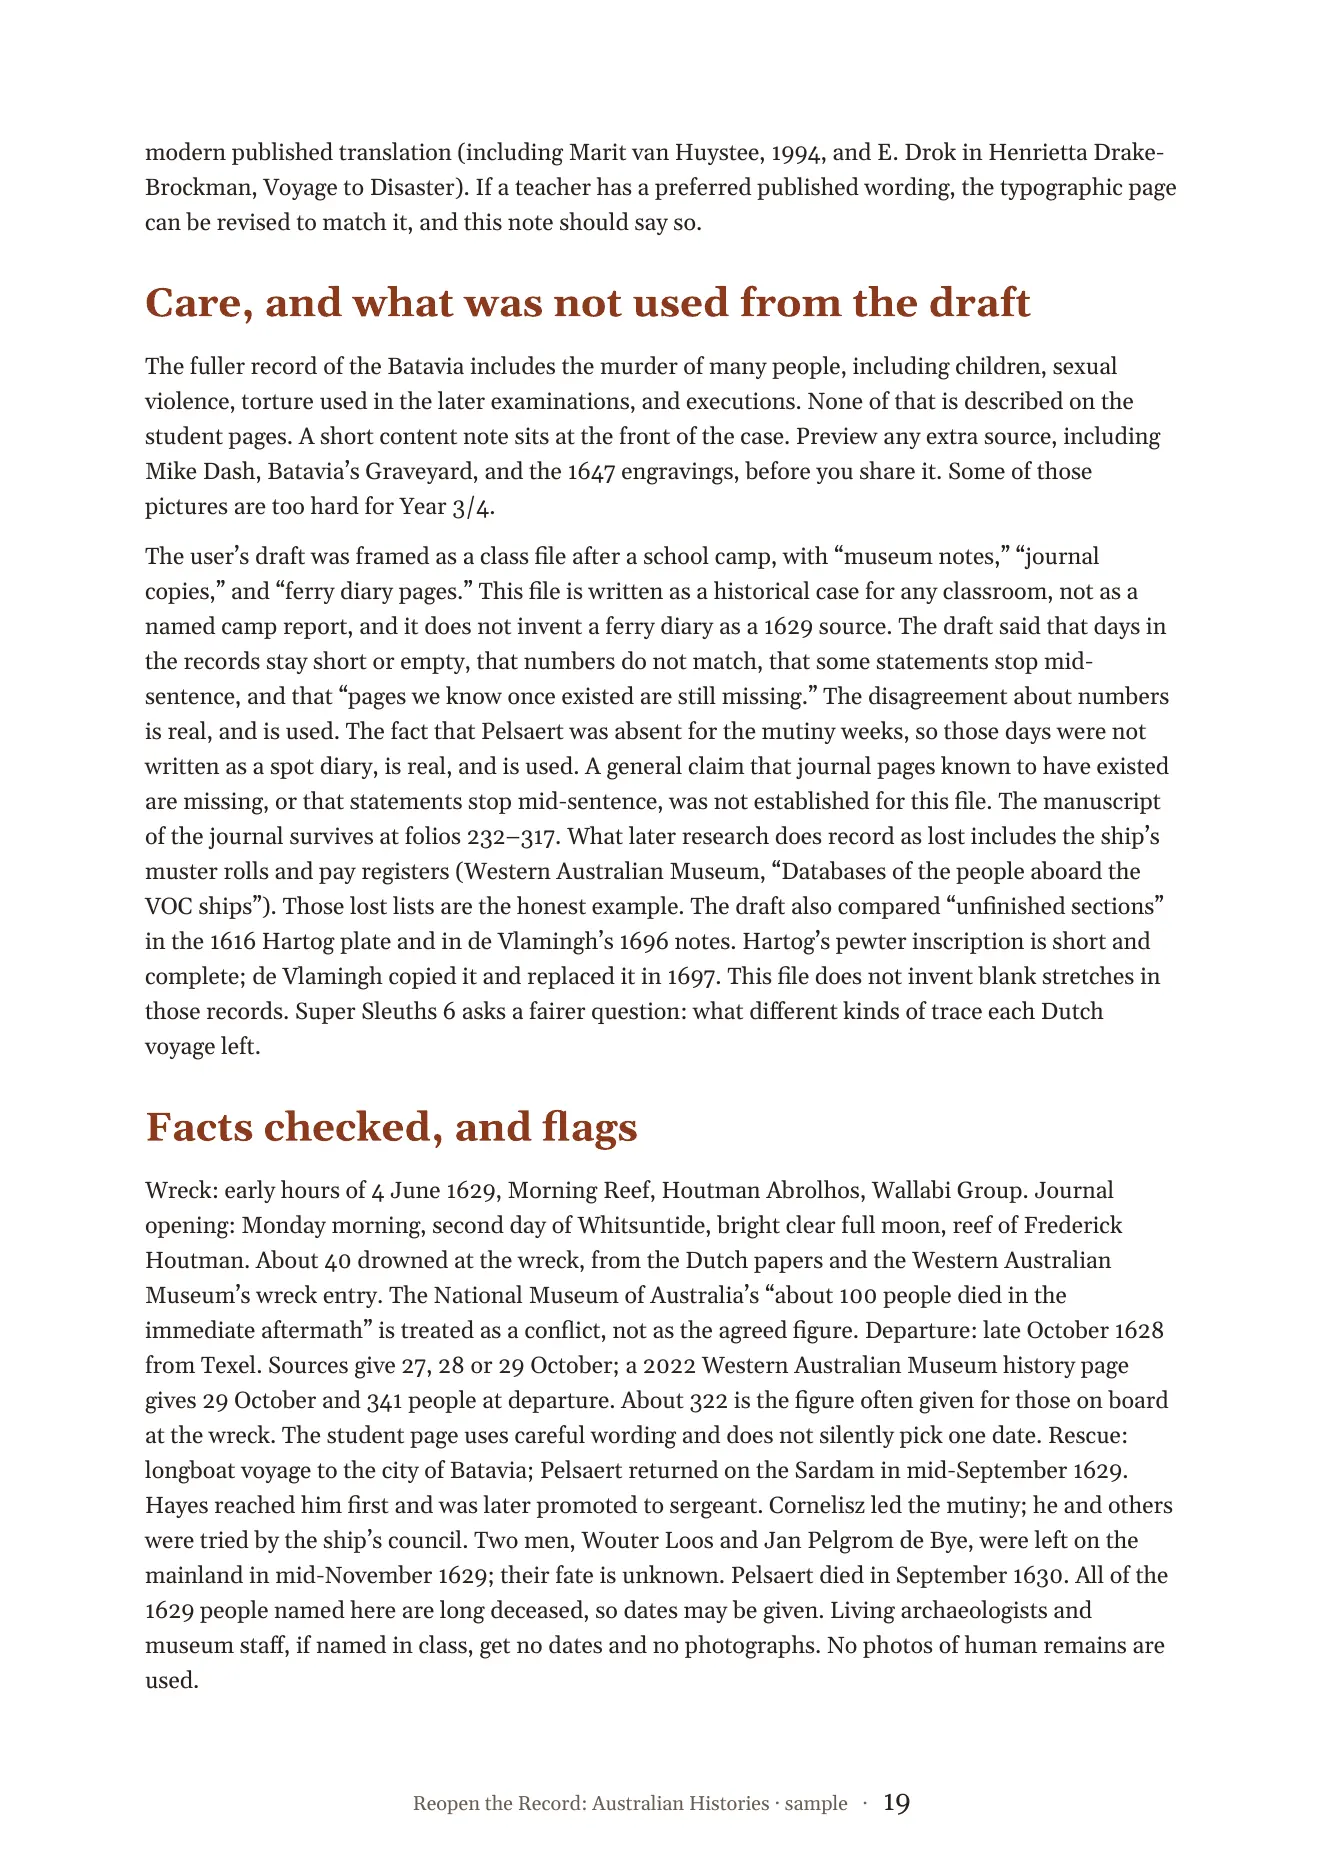 modern published translation (including Marit van Huystee, 1994, and E. Drok in Henrietta Drake-
Brockman, Voyage to Disaster). If a teacher has a preferred published wording, the typographic page
can be revised to match it, and this note should say so.
Care, and what was not used from the draft
The fuller record of the Batavia includes the murder of many people, including children, sexual
violence, torture used in the later examinations, and executions. None of that is described on the
student pages. A short content note sits at the front of the case. Preview any extra source, including
Mike Dash, Batavia’s Graveyard, and the 1647 engravings, before you share it. Some of those
pictures are too hard for Year 3/4.
The user’s draft was framed as a class file after a school camp, with “museum notes,” “journal
copies,” and “ferry diary pages.” This file is written as a historical case for any classroom, not as a
named camp report, and it does not invent a ferry diary as a 1629 source. The draft said that days in
the records stay short or empty, that numbers do not match, that some statements stop mid-
sentence, and that “pages we know once existed are still missing.” The disagreement about numbers
is real, and is used. The fact that Pelsaert was absent for the mutiny weeks, so those days were not
written as a spot diary, is real, and is used. A general claim that journal pages known to have existed
are missing, or that statements stop mid-sentence, was not established for this file. The manuscript
of the journal survives at folios 232–317. What later research does record as lost includes the ship’s
muster rolls and pay registers (Western Australian Museum, “Databases of the people aboard the
VOC ships”). Those lost lists are the honest example. The draft also compared “unfinished sections”
in the 1616 Hartog plate and in de Vlamingh’s 1696 notes. Hartog’s pewter inscription is short and
complete; de Vlamingh copied it and replaced it in 1697. This file does not invent blank stretches in
those records. Super Sleuths 6 asks a fairer question: what different kinds of trace each Dutch
voyage left.
Facts checked, and flags
Wreck: early hours of 4 June 1629, Morning Reef, Houtman Abrolhos, Wallabi Group. Journal
opening: Monday morning, second day of Whitsuntide, bright clear full moon, reef of Frederick
Houtman. About 40 drowned at the wreck, from the Dutch papers and the Western Australian
Museum’s wreck entry. The National Museum of Australia’s “about 100 people died in the
immediate aftermath” is treated as a conflict, not as the agreed figure. Departure: late October 1628
from Texel. Sources give 27, 28 or 29 October; a 2022 Western Australian Museum history page
gives 29 October and 341 people at departure. About 322 is the figure often given for those on board
at the wreck. The student page uses careful wording and does not silently pick one date. Rescue:
longboat voyage to the city of Batavia; Pelsaert returned on the Sardam in mid-September 1629.
Hayes reached him first and was later promoted to sergeant. Cornelisz led the mutiny; he and others
were tried by the ship’s council. Two men, Wouter Loos and Jan Pelgrom de Bye, were left on the
mainland in mid-November 1629; their fate is unknown. Pelsaert died in September 1630. All of the
1629 people named here are long deceased, so dates may be given. Living archaeologists and
museum staff, if named in class, get no dates and no photographs. No photos of human remains are
used.
Reopen the Record: Australian Histories · sample · 19